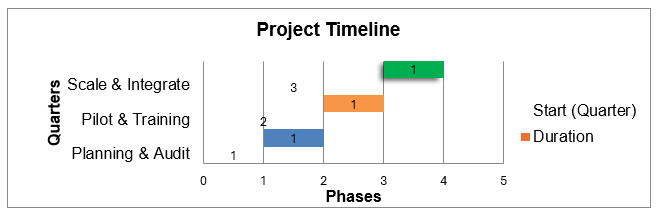 Project Timeline
Quarters
Scale & Integrate
Pilot & Training
Planning & Audit
1
3
1
2
1
1
Start (Quarter)
Duration
0 1 2 3 4 5
Phases